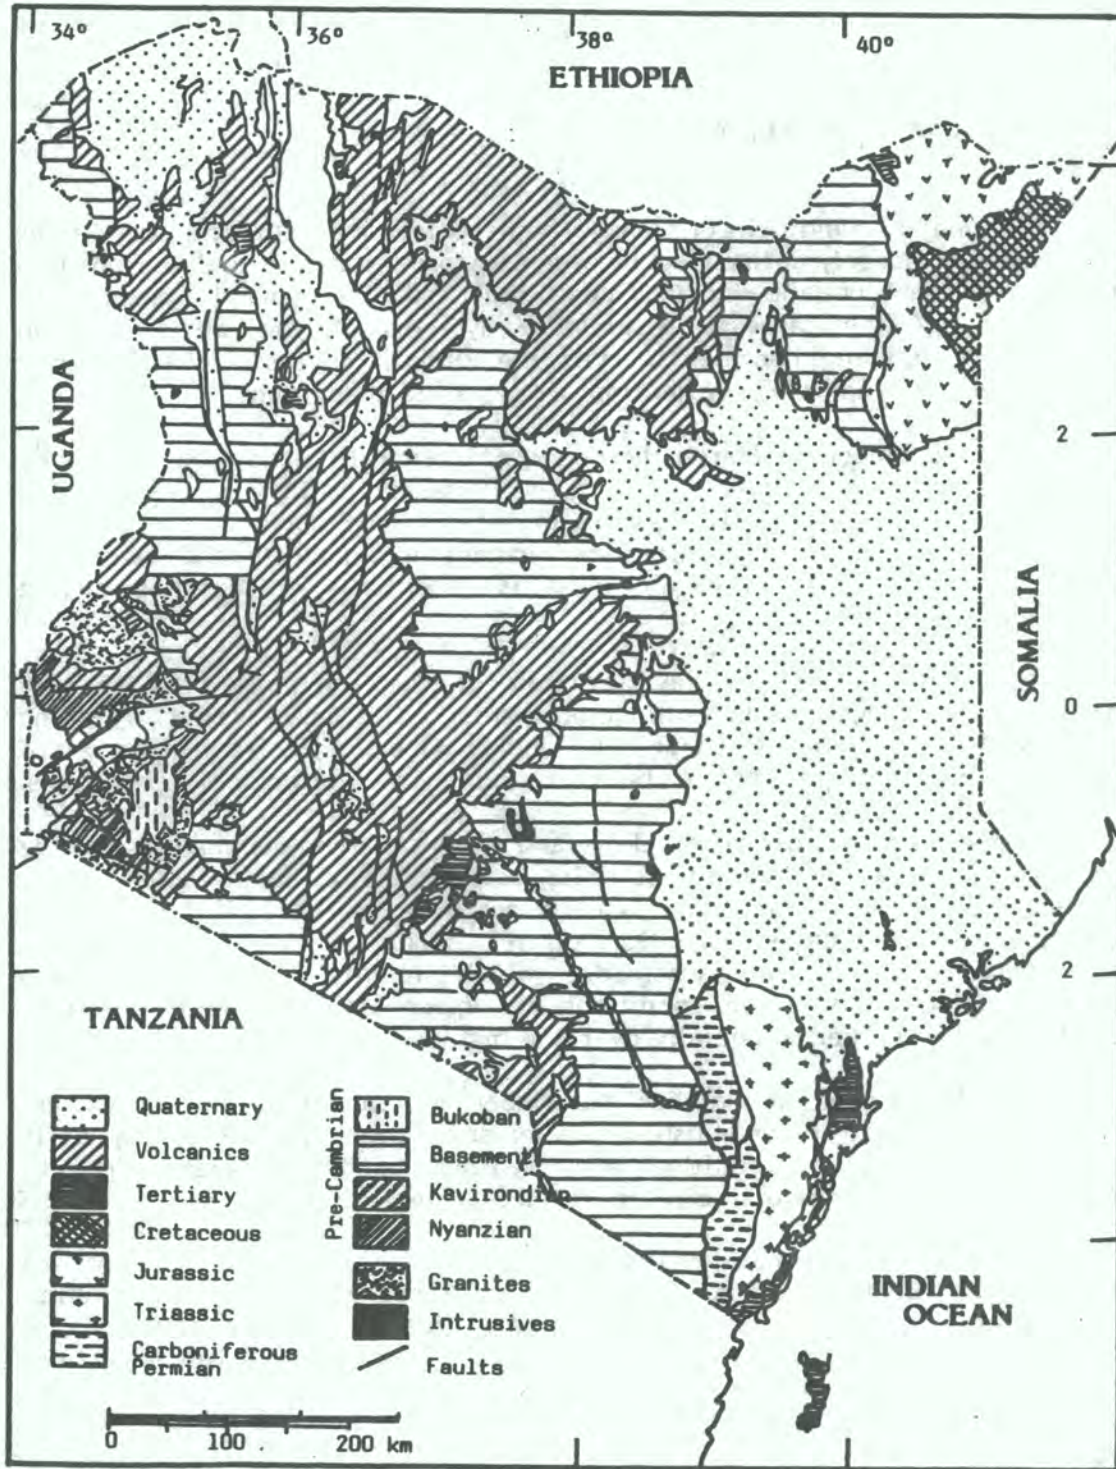 34° 36° 38° 40°
ETHIOPIA
UGANDA
2
SOMALIA
0
2
TANZANIA
Quaternary
Volcanics
Tertiary
Cretaceous
Jurassic
Triassic
Carboniferous
Permian
Pre-Cambrian
Bukoban
Basement
Kavirondian
Nyanzian
Granites
Intrusives
Faults
INDIAN
OCEAN
0 100 200 km